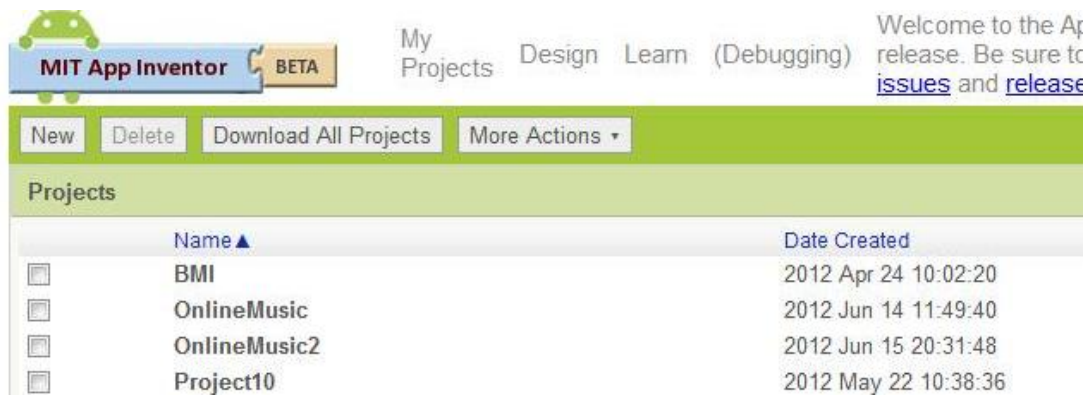 MIT App Inventor BETA
My Projects
Design Learn (Debugging)
Welcome to the Ap
release. Be sure to
issues and release
New Delete Download All Projects More Actions
Projects
Name Date Created
BMI 2012 Apr 24 10:02:20
OnlineMusic 2012 Jun 14 11:49:40
OnlineMusic2 2012 Jun 15 20:31:48
Project10 2012 May 22 10:38:36